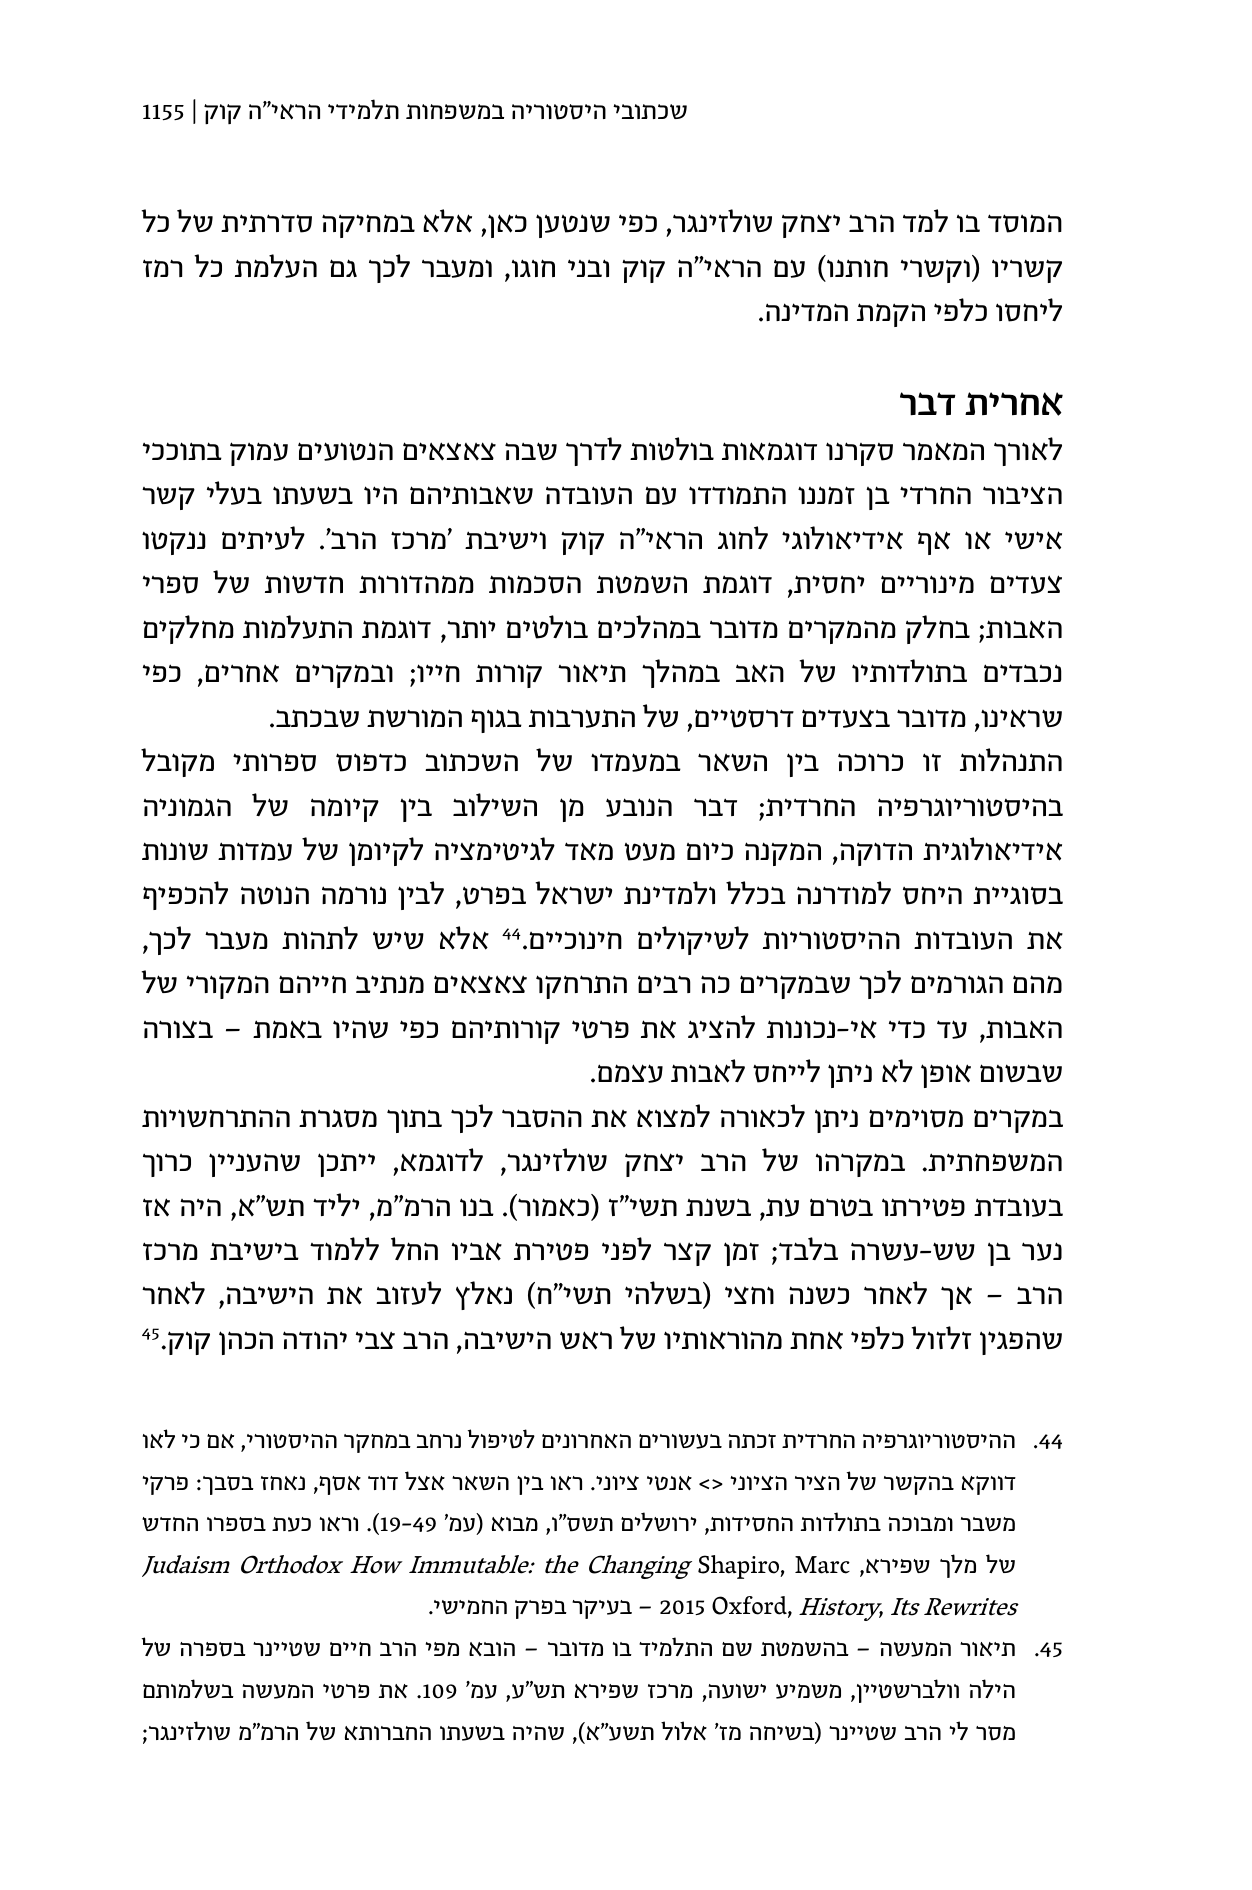 שכתובי היסטוריה במשפחות תלמידי הראי"ה קוק | 1155
המוסד בו למד הרב יצחק שולזינגר, כפי שנטען כאן, אלא במחיקה סדרתית של כל
קשריו (וקשרי חותנו) עם הראי"ה קוק ובני חוגו, ומעבר לכך גם העלמת כל רמז
ליחסו כלפי הקמת המדינה.
אחרית דבר
לאורך המאמר סקרנו דוגמאות בולטות לדרך שבה צאצאים הנטועים עמוק בתוככי
הציבור החרדי בן זמננו התמודדו עם העובדה שאבותיהם היו בשעתו בעלי קשר
אישי או אף אידיאולוגי לחוג הראי"ה קוק וישיבת 'מרכז הרב'. לעיתים ננקטו
צעדים מינוריים יחסית, דוגמת השמטת הסכמות ממהדורות חדשות של ספרי
האבות; בחלק מהמקרים מדובר במהלכים בולטים יותר, דוגמת התעלמות מחלקים
נכבדים בתולדותיו של האב במהלך תיאור קורות חייו; ובמקרים אחרים, כפי
שראינו, מדובר בצעדים דרסטיים, של התערבות בגוף המורשת שבכתב.
התנהלות זו כרוכה בין השאר במעמדו של השכתוב כדפוס ספרותי מקובל
בהיסטוריוגרפיה החרדית; דבר הנובע מן השילוב בין קיומה של הגמוניה
אידיאולוגית הדוקה, המקנה כיום מעט מאד לגיטימציה לקיומן של עמדות שונות
בסוגיית היחס למודרנה בכלל ולמדינת ישראל בפרט, לבין נורמה הנוטה להכפיף
את העובדות ההיסטוריות לשיקולים חינוכיים.44 אלא שיש לתהות מעבר לכך,
מהם הגורמים לכך שבמקרים כה רבים התרחקו צאצאים מנתיב חייהם המקורי של
האבות, עד כדי אי-נכונות להציג את פרטי קורותיהם כפי שהיו באמת – בצורה
שבשום אופן לא ניתן לייחס לאבות עצמם.
במקרים מסוימים ניתן לכאורה למצוא את ההסבר לכך בתוך מסגרת ההתרחשויות
המשפחתית. במקרהו של הרב יצחק שולזינגר, לדוגמא, ייתכן שהעניין כרוך
בעובדת פטירתו בטרם עת, בשנת תשי"ז (כאמור). בנו הרמ"מ, יליד תש"א, היה אז
נער בן שש-עשרה בלבד; זמן קצר לפני פטירת אביו החל ללמוד בישיבת מרכז
הרב – אך לאחר כשנה וחצי (בשלהי תשי"ח) נאלץ לעזוב את הישיבה, לאחר
שהפגין זלזול כלפי אחת מהוראותיו של ראש הישיבה, הרב צבי יהודה הכהן קוק.45
44. ההיסטוריוגרפיה החרדית זכתה בעשורים האחרונים לטיפול נרחב במחקר ההיסטורי, אם כי לאו
דווקא בהקשר של הציר הציוני <> אנטי ציוני. ראו בין השאר אצל דוד אסף, נאחז בסבך: פרקי
משבר ומבוכה בתולדות החסידות, ירושלים תשס"ו, מבוא (עמ' 19-49). וראו כעת בספרו החדש
של מלך שפירא, Judaism Orthodox How Immutable: the Changing Shapiro, Marc
History, Its Rewrites ,Oxford 2015 – בעיקר בפרק החמישי.
45. תיאור המעשה – בהשמטת שם התלמיד בו מדובר – הובא מפי הרב חיים שטיינר בספרה של
הילה וולברשטיין, משמיע ישועה, מרכז שפירא תש"ע, עמ' 109. את פרטי המעשה בשלמותם
מסר לי הרב שטיינר (בשיחה מז' אלול תשע"א), שהיה בשעתו החברותא של הרמ"מ שולזינגר;